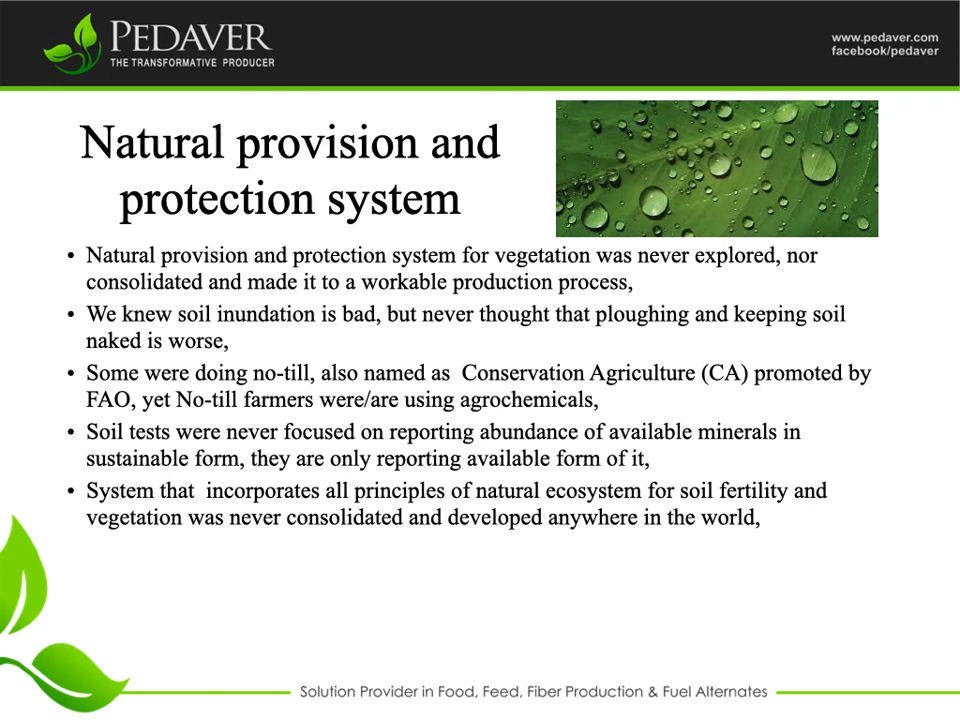 PEDAVER
THE TRANSFORMATIVE PRODUCER
www.pedaver.com
facebook/pedaver
Natural provision and
protection system
• Natural provision and protection system for vegetation was never explored, nor
consolidated and made it to a workable production process,
• We knew soil inundation is bad, but never thought that ploughing and keeping soil
naked is worse,
• Some were doing no-till, also named as  Conservation Agriculture (CA) promoted by
FAO, yet No-till farmers were/are using agrochemicals,
• Soil tests were never focused on reporting abundance of available minerals in
sustainable form, they are only reporting available form of it,
• System that  incorporates all principles of natural ecosystem for soil fertility and
vegetation was never consolidated and developed anywhere in the world,
Solution Provider in Food, Feed, Fiber Production & Fuel Alternates